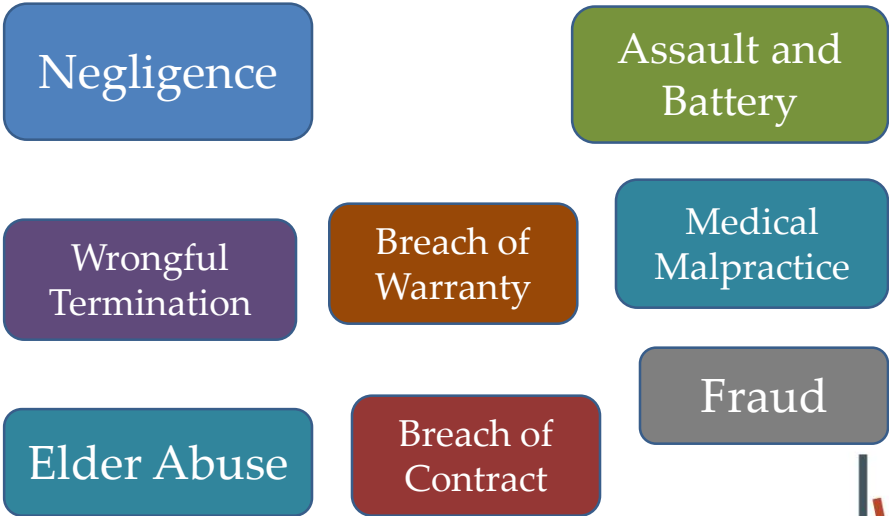 Negligence
Assault and
Battery
Wrongful
Termination
Breach of
Warranty
Medical
Malpractice
Elder Abuse
Breach of
Contract
Fraud